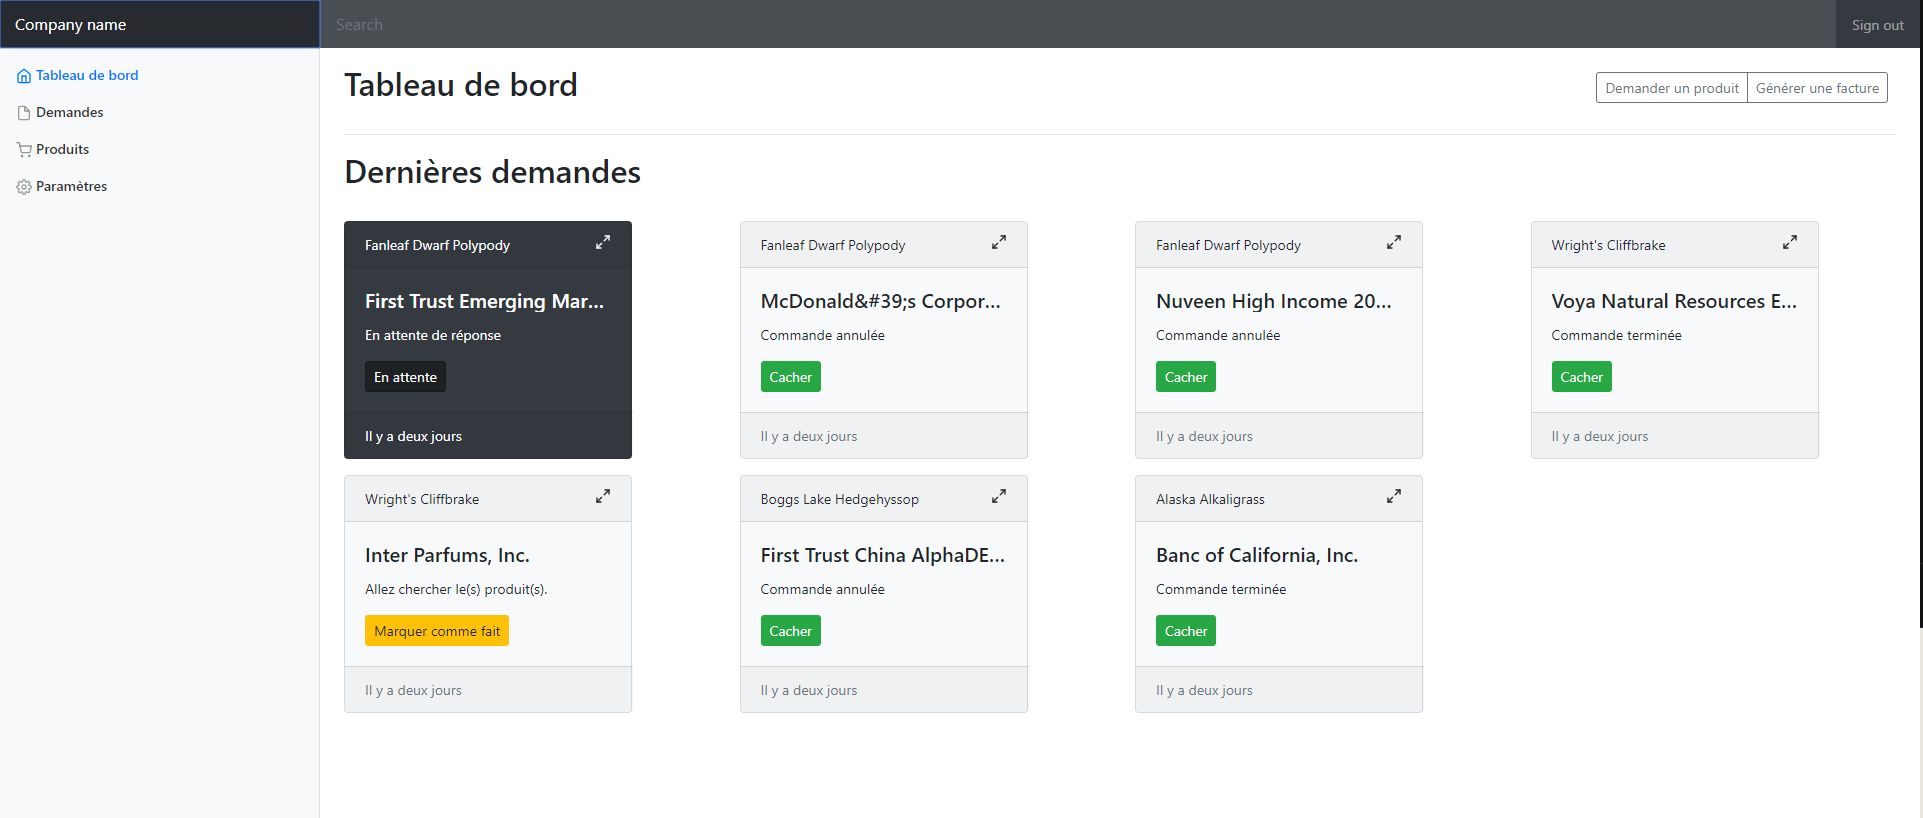 Company name
Search
Sign out
Tableau de bord
Demandes
Produits
Paramètres
Tableau de bord
Demander un produit
Générer une facture
Dernières demandes
Fanleaf Dwarf Polypody
First Trust Emerging Mar...
En attente de réponse
En attente
Il y a deux jours
Fanleaf Dwarf Polypody
McDonald&#39;s Corpor...
Commande annulée
Cacher
Il y a deux jours
Fanleaf Dwarf Polypody
Nuveen High Income 20...
Commande annulée
Cacher
Il y a deux jours
Wright's Cliffbrake
Voya Natural Resources E...
Commande terminée
Cacher
Il y a deux jours
Wright's Cliffbrake
Inter Parfums, Inc.
Allez chercher le(s) produit(s).
Marquer comme fait
Il y a deux jours
Boggs Lake Hedgehyssop
First Trust China AlphaDE...
Commande annulée
Cacher
Il y a deux jours
Alaska Alkaligrass
Banc of California, Inc.
Commande terminée
Cacher
Il y a deux jours